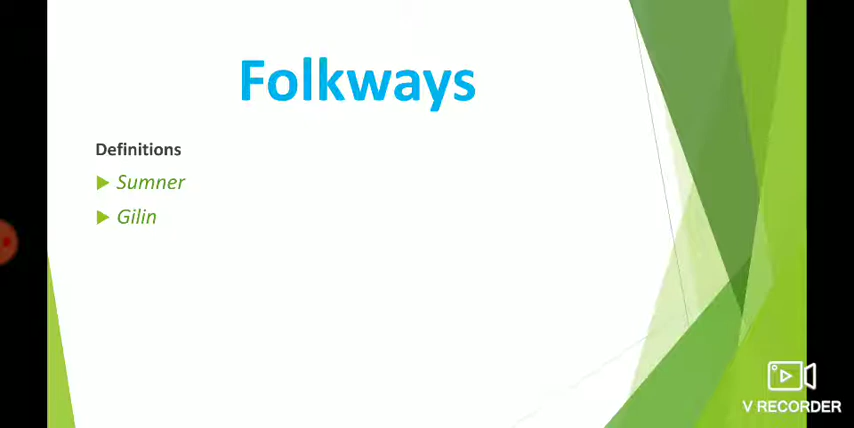 Folkways
Definitions
Sumner
Gilin
V RECORDER